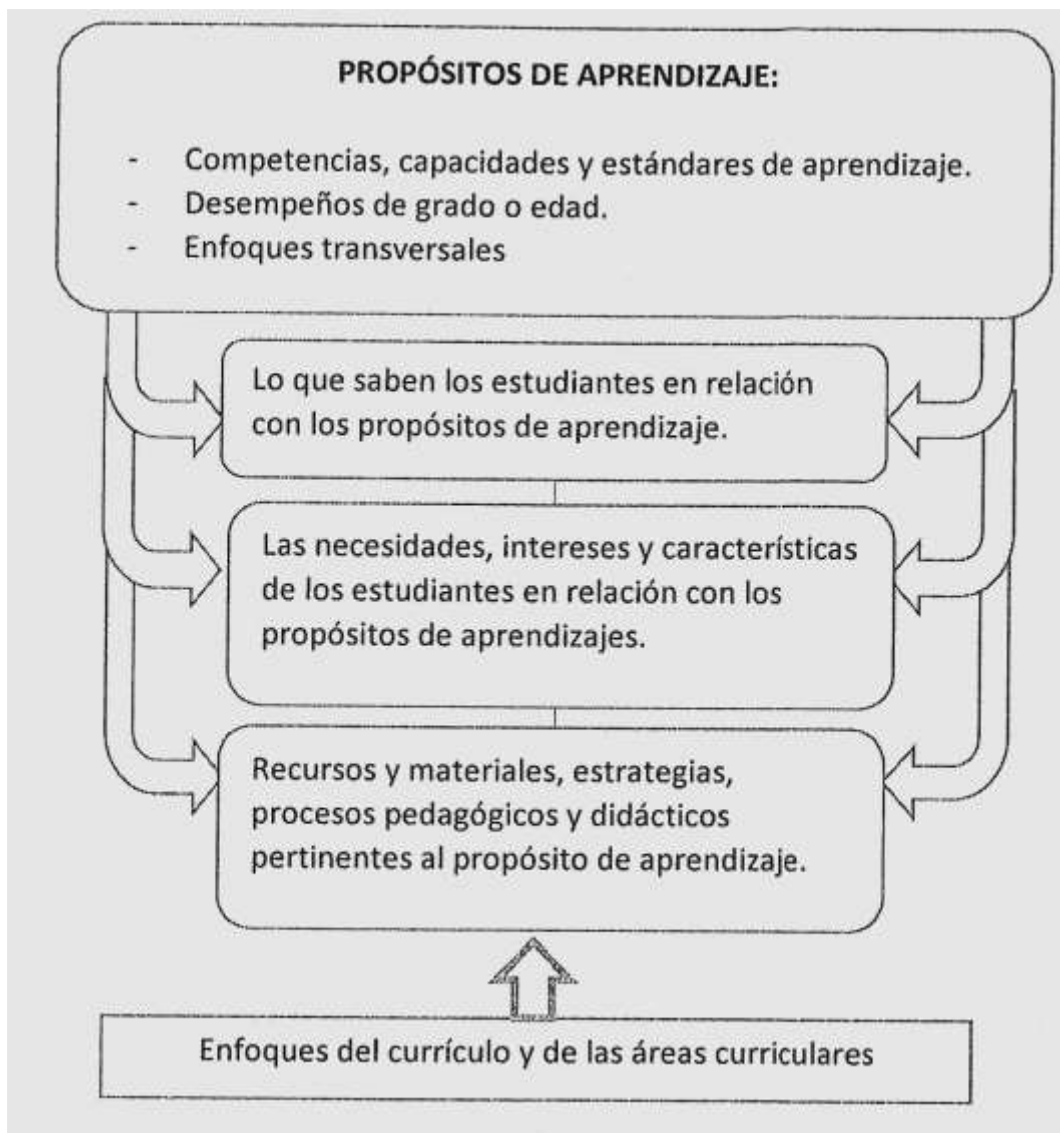 PROPÓSITOS DE APRENDIZAJE:
- Competencias, capacidades y estándares de aprendizaje.
- Desempeños de grado o edad.
- Enfoques transversales
Lo que saben los estudiantes en relación
con los propósitos de aprendizaje.
Las necesidades, intereses y características
de los estudiantes en relación con los
propósitos de aprendizajes.
Recursos y materiales, estrategias,
procesos pedagógicos y didácticos
pertinentes al propósito de aprendizaje.
Enfoques del currículo y de las áreas curriculares